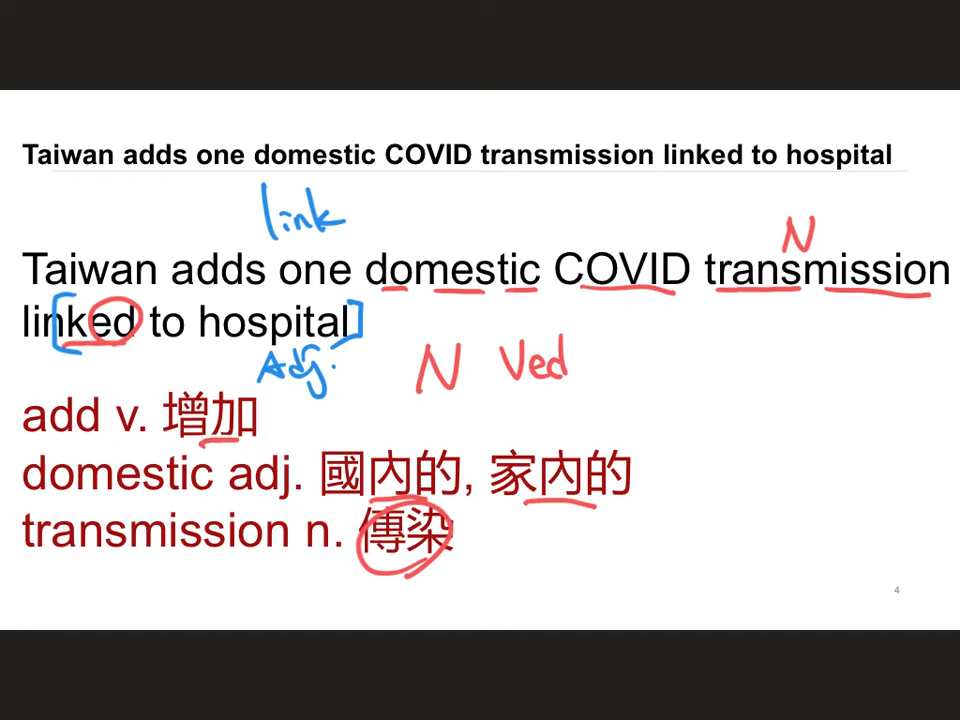 Taiwan adds one domestic COVID transmission linked to hospital
link
N
Taiwan adds one domestic COVID transmission
linked to hospital
Adj.
N Ved
add v. 增加
domestic adj. 國內的, 家內的
transmission n. 傳染
4